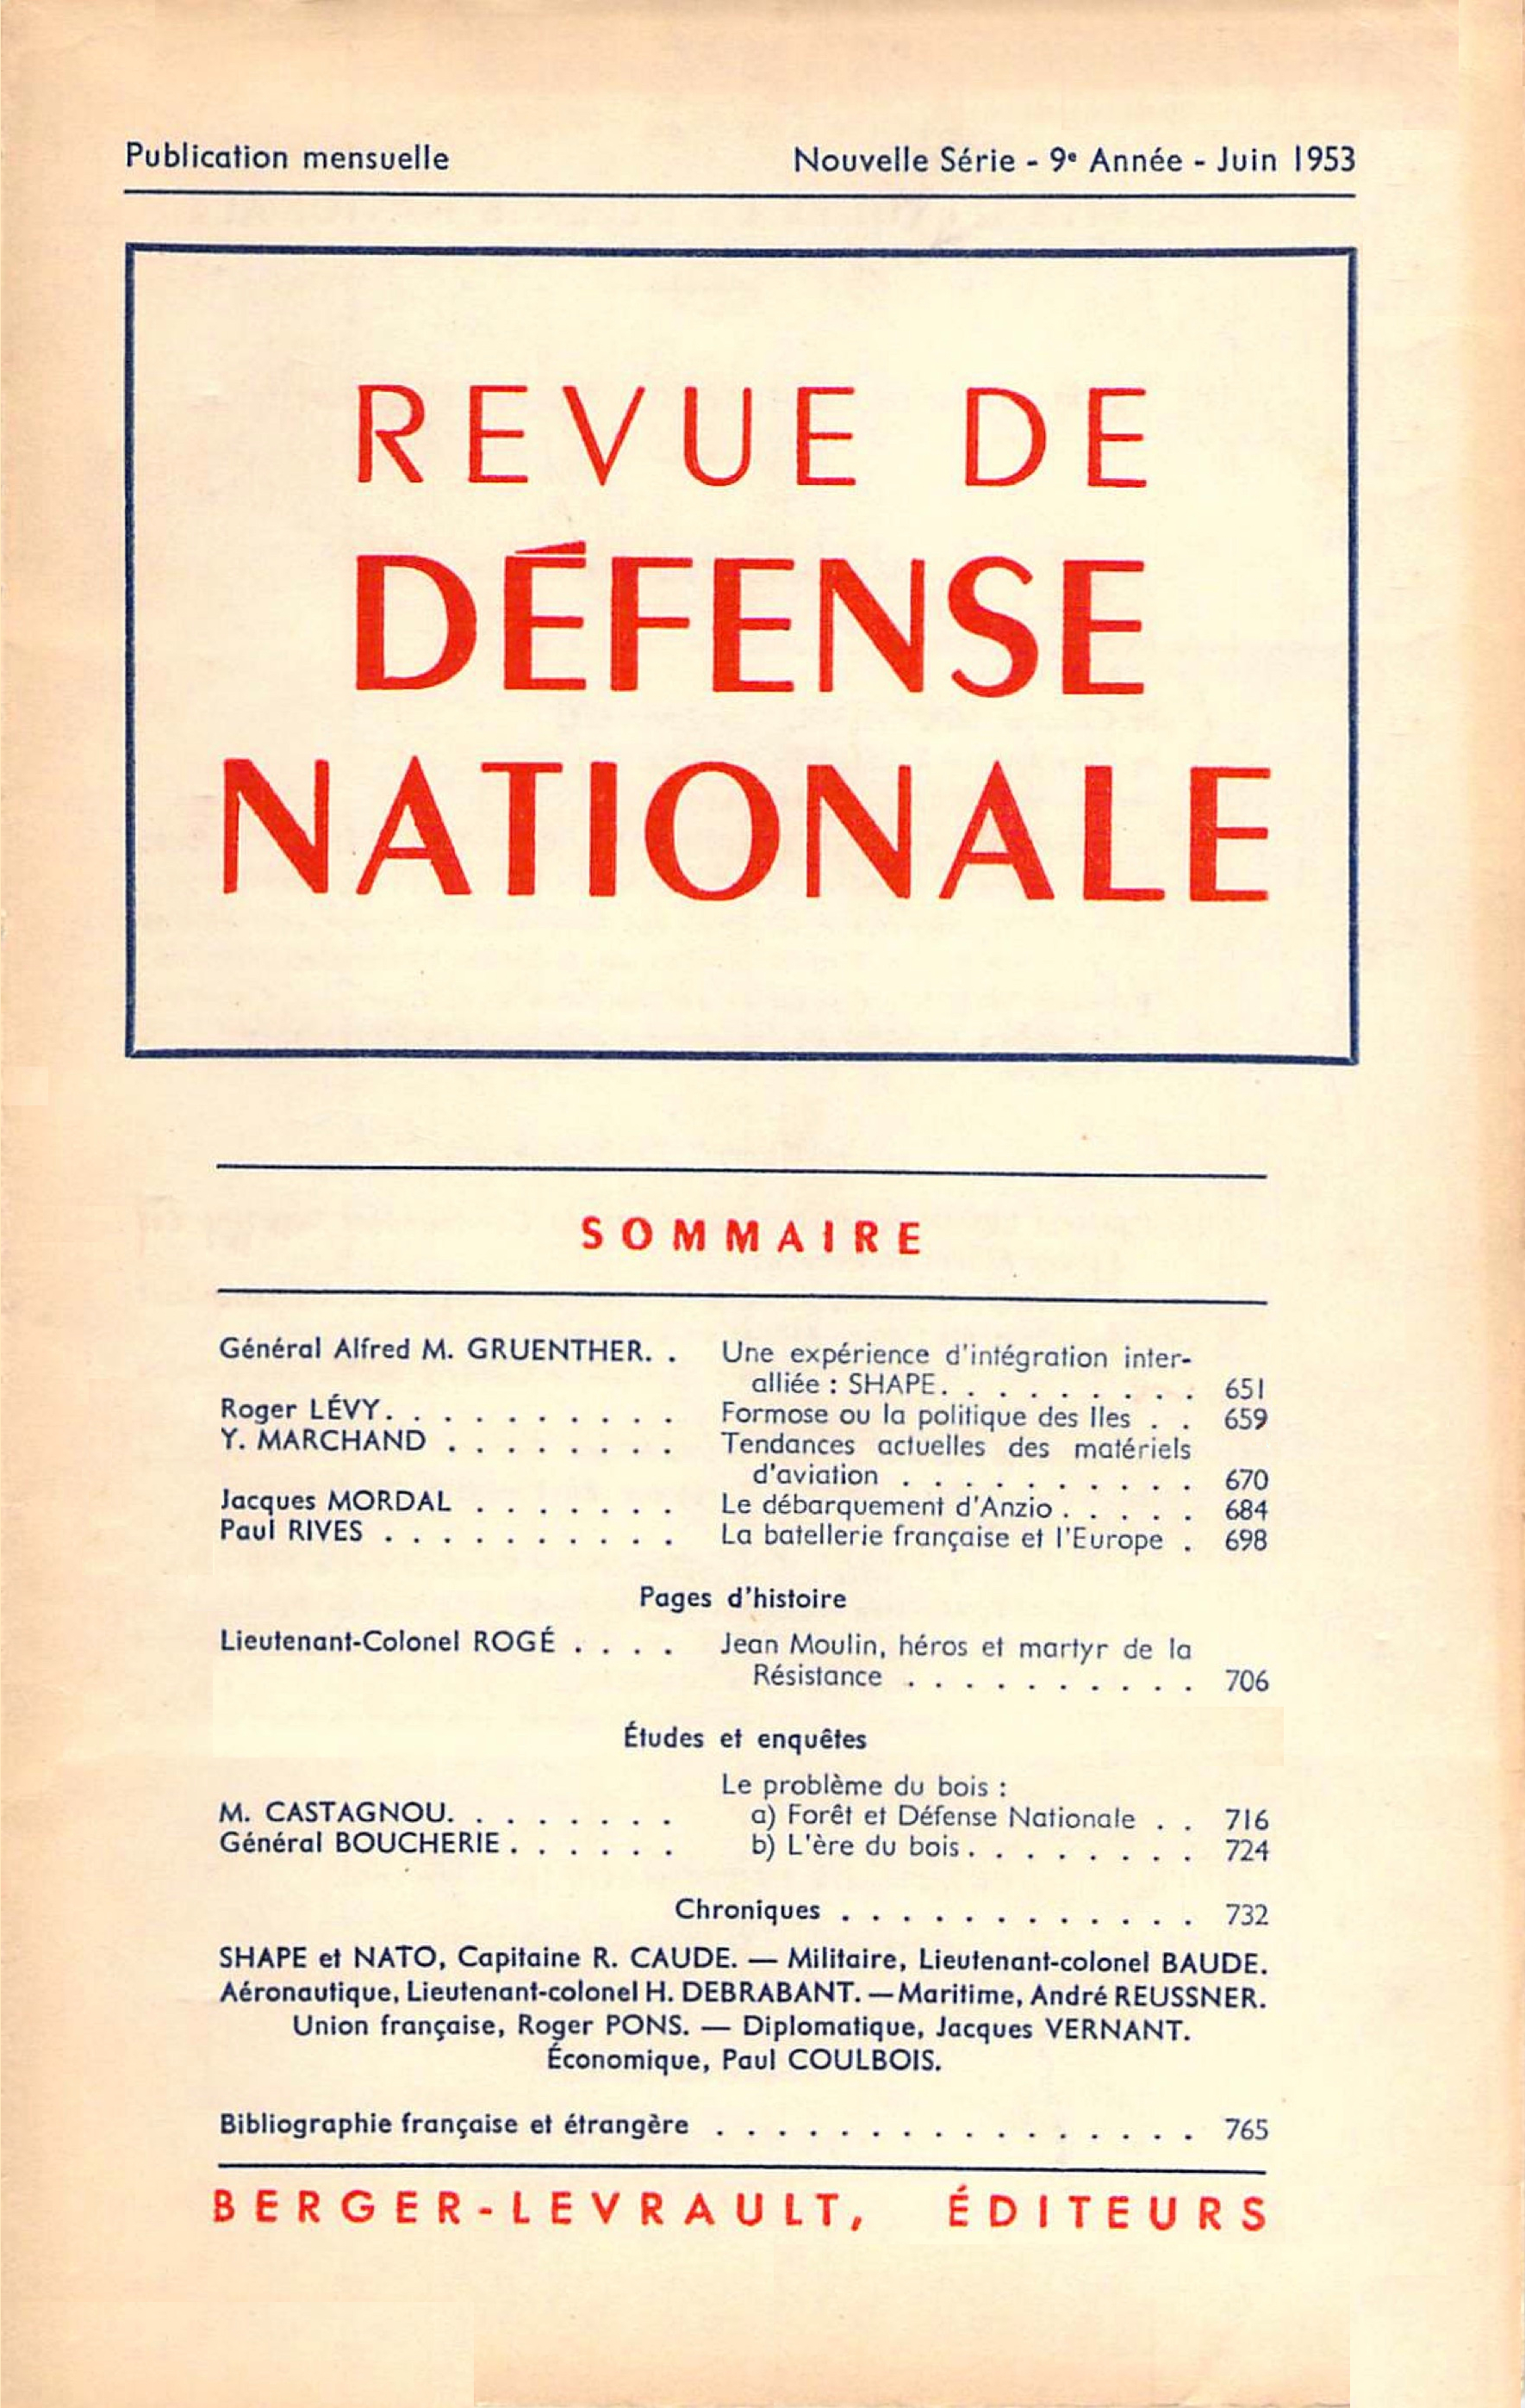 Publication mensuelle
Nouvelle Série - 9e Année - Juin 1953
REVUE DE
DÉFENSE
NATIONALE
SOMMAIRE
Général Alfred M. GRUENTHER. . Une expérience d'intégration inter-
alliée : SHAPE. . . . . . . . . 651
Roger LÉVY. . . . . . . . . . Formose ou la politique des Iles . . 659
Y. MARCHAND . . . . . . . . Tendances actuelles des matériels
d'aviation . . . . . . . . . . 670
Jacques MORDAL . . . . . . . Le débarquement d'Anzio . . . . . 684
Paul RIVES . . . . . . . . . . La batellerie française et l'Europe . 698
Pages d'histoire
Lieutenant-Colonel ROGÉ . . . . Jean Moulin, héros et martyr de la
Résistance . . . . . . . . . . 706
Études et enquêtes
Le problème du bois :
M. CASTAGNOU. . . . . . . . a) Forêt et Défense Nationale . . 716
Général BOUCHERIE . . . . . . b) L'ère du bois . . . . . . . . 724
Chroniques . . . . . . . . . . . . 732
SHAPE et NATO, Capitaine R. CAUDE. — Militaire, Lieutenant-colonel BAUDE.
Aéronautique, Lieutenant-colonel H. DEBRABANT. — Maritime, André REUSSNER.
Union française, Roger PONS. — Diplomatique, Jacques VERNANT.
Économique, Paul COULBOIS.
Bibliographie française et étrangère . . . . . . . . . . . . . . . . 765
BERGER-LEVRAULT, ÉDITEURS